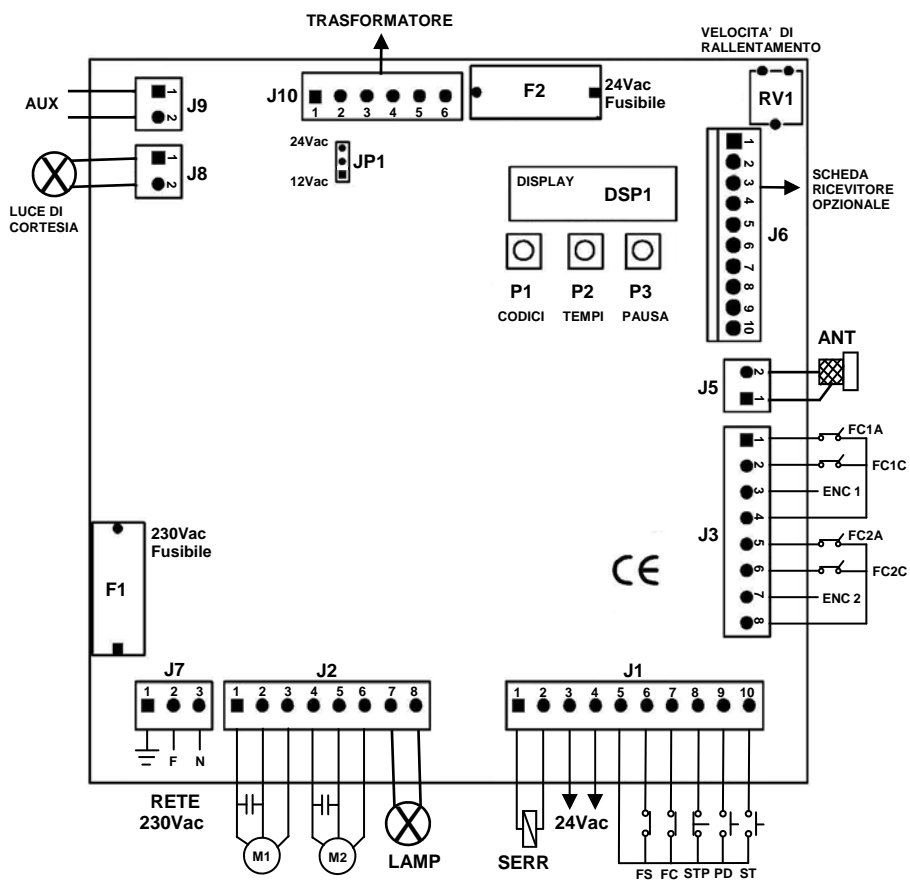 TRASFORMATORE
VELOCITA' DI
RALLENTAMENTO
AUX
1
2
J9
J10
1 2 3 4 5 6
F2
24Vac
Fusibile
RV1
LUCE DI
CORTESIA
1
2
J8
24Vac
12Vac
JP1
DISPLAY
DSP1
P1 P2 P3
CODICI TEMPI PAUSA
1
2
3
4
5
6
7
8
9
10
J6
SCHEDA
RICEVITORE
OPZIONALE
ANT
J5
2
1
J3
1
2
3
4
5
6
7
8
FC1A
FC1C
ENC 1
FC2A
FC2C
ENC 2
CE
230Vac
Fusibile
F1
J7
1 2 3
F N
RETE
230Vac
J2
1 2 3 4 5 6 7 8
M1
M2
LAMP
J1
1 2 3 4 5 6 7 8 9 10
SERR
24Vac
FS FC STP PD ST